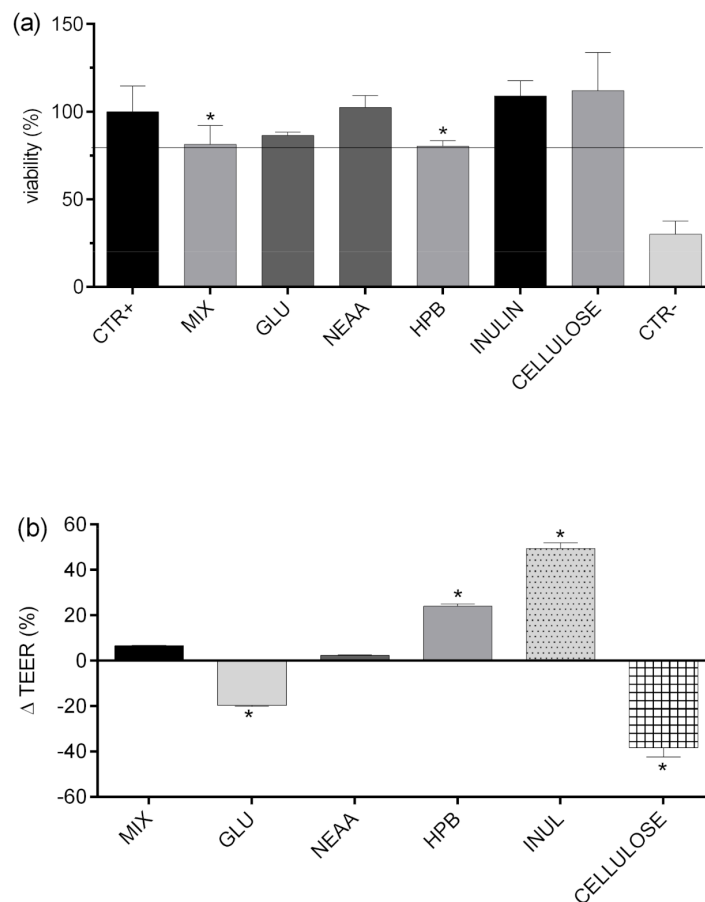 (a)
viability (%)
150
100
50
0
*
*
CTR+
MIX
GLU
NEAA
HPB
INULIN
CELLULOSE
CTR-
(b)
Δ TEER (%)
60
40
20
0
-20
-40
-60
*
*
*
*
MIX
GLU
NEAA
HPB
INUL
CELLULOSE